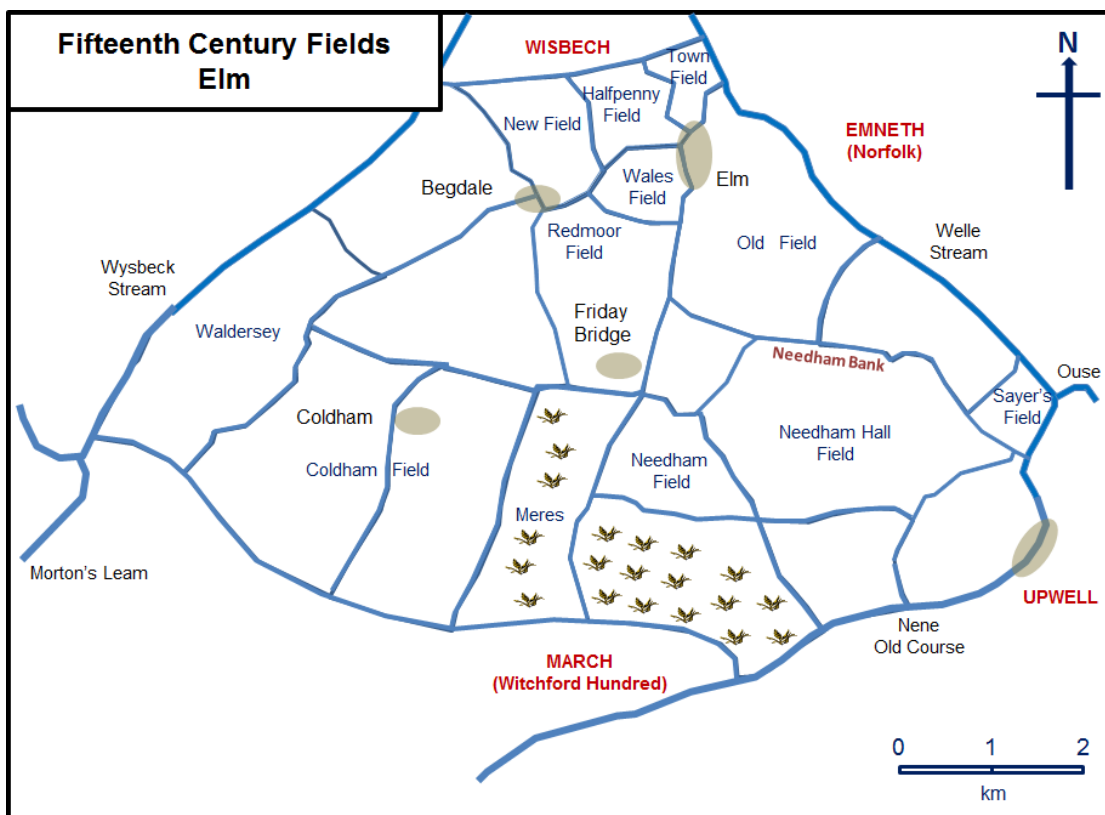 Fifteenth Century Fields
Elm
WISBECH
Town
Field
N
Halfpenny
Field
New Field
EMNETH
(Norfolk)
Wales
Field
Elm
Begdale
Redmoor
Field
Old Field
Welle
Stream
Wysbeck
Stream
Waldersey
Friday
Bridge
Needham Bank
Ouse
Sayer's
Field
Coldham
Coldham Field
Needham
Field
Needham Hall
Field
Meres
Morton's Leam
UPWELL
Nene
Old Course
MARCH
(Witchford Hundred)
0 1 2
km